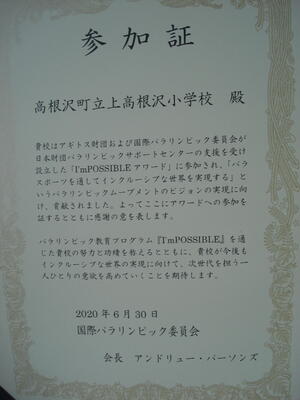 参加証
高根沢町立上高根沢小学校　殿
貴校はアギトス財団および国際パラリンピック委員会が
日本財団パラリンピックサポートセンターの支援を受け
設立した「I'mPOSSIBLE アワード」に参加され、「パラ
スポーツを通してインクルーシブな世界を実現する」と
いうパラリンピックムーブメントのビジョンの実現に向
け、貢献されました。よってここにアワードへの参加を
証するとともに感謝の意を表します。
パラリンピック教育プログラム『I'mPOSSIBLE』を通
じた貴校の努力と功績を称えるとともに、貴校が今後も
インクルーシブな世界の実現に向けて、次世代を担う一
人ひとりの意欲を高めていくことを期待します。
2020年6月30日
国際パラリンピック委員会
会長　アンドリュー・パーソンズ